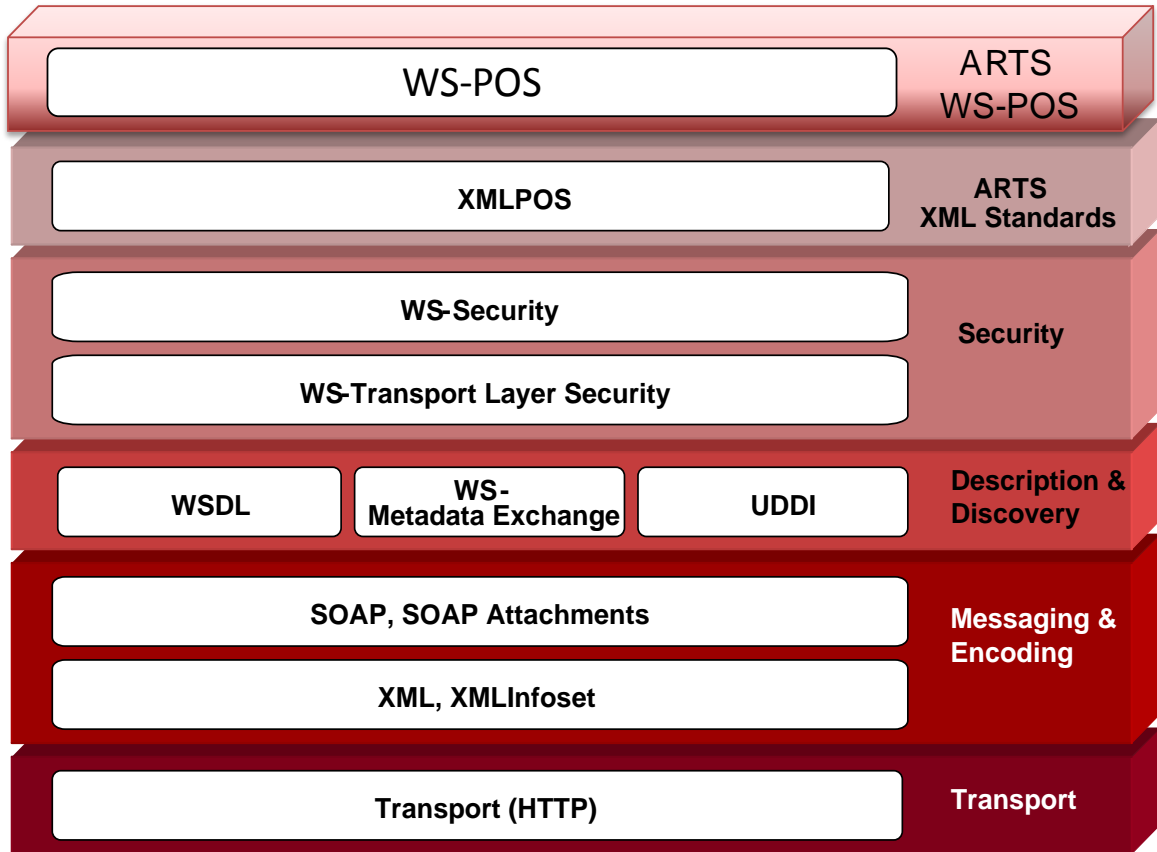 WS-POS
ARTS
WS-POS
XMLPOS
ARTS
XML Standards
WS-Security
WS-Transport Layer Security
Security
WSDL
WS-
Metadata Exchange
UDDI
Description &
Discovery
SOAP, SOAP Attachments
XML, XMLInfoset
Messaging &
Encoding
Transport (HTTP)
Transport